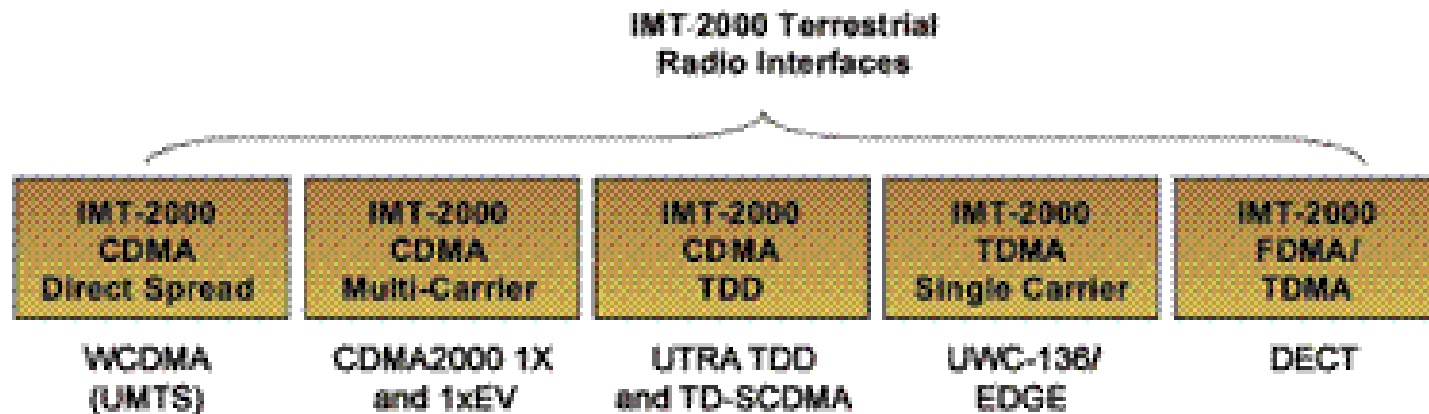 IMT-2000 Terrestrial
Radio Interfaces
IMT-2000
CDMA
Direct Spread
IMT-2000
CDMA
Multi-Carrier
IMT-2000
CDMA
TDD
IMT-2000
TDMA
Single Carrier
IMT-2000
FDMA/
TDMA
WCDMA
(UMTS)
CDMA2000 1X
and 1xEV
UTRA TDD
and TD-SCDMA
UWC-136/
EDGE
DECT